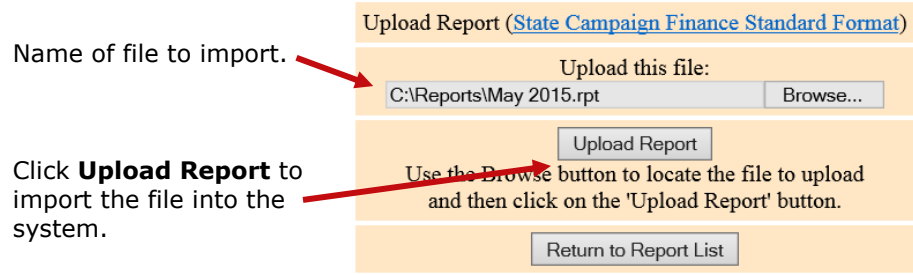 Upload Report (State Campaign Finance Standard Format)
Name of file to import.
Upload this file:
C:\Reports\May 2015.rpt Browse...
Upload Report
Click Upload Report to
import the file into the
system.
Use the Browse button to locate the file to upload
and then click on the 'Upload Report' button.
Return to Report List